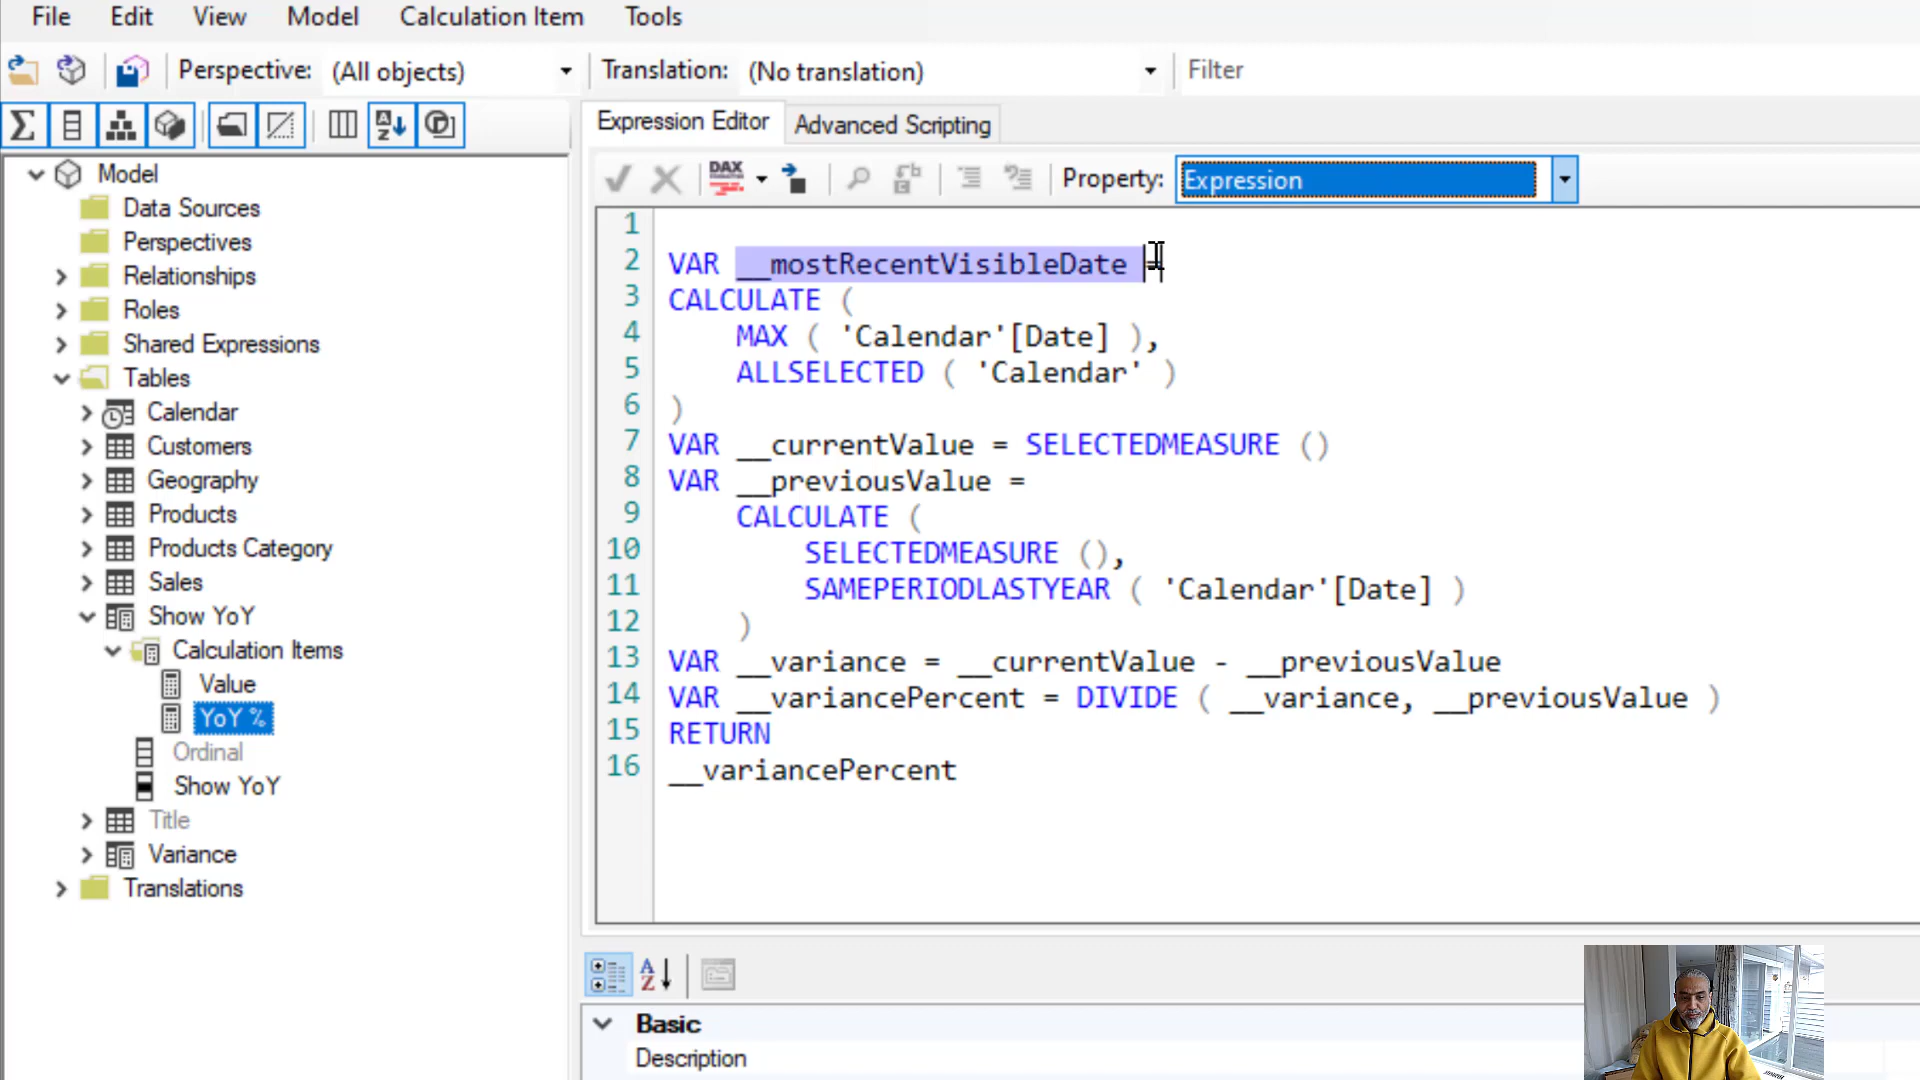 File Edit View Model Calculation Item Tools
Perspective: (All objects) Translation: (No translation) Filter
Expression Editor Advanced Scripting
DAX Property: Expression
Model
Data Sources
Perspectives
Relationships
Roles
Shared Expressions
Tables
Calendar
Customers
Geography
Products
Products Category
Sales
Show YoY
Calculation Items
Value
YoY %
Ordinal
Show YoY
Title
Variance
Translations
1
2 VAR __mostRecentVisibleDate =
3 CALCULATE (
4 MAX ( 'Calendar'[Date] ),
5 ALLSELECTED ( 'Calendar' )
6 )
7 VAR __currentValue = SELECTEDMEASURE ()
8 VAR __previousValue =
9 CALCULATE (
10 SELECTEDMEASURE (),
11 SAMEPERIODLASTYEAR ( 'Calendar'[Date] )
12 )
13 VAR __variance = __currentValue - __previousValue
14 VAR __variancePercent = DIVIDE ( __variance, __previousValue )
15 RETURN
16 __variancePercent
Basic
Description